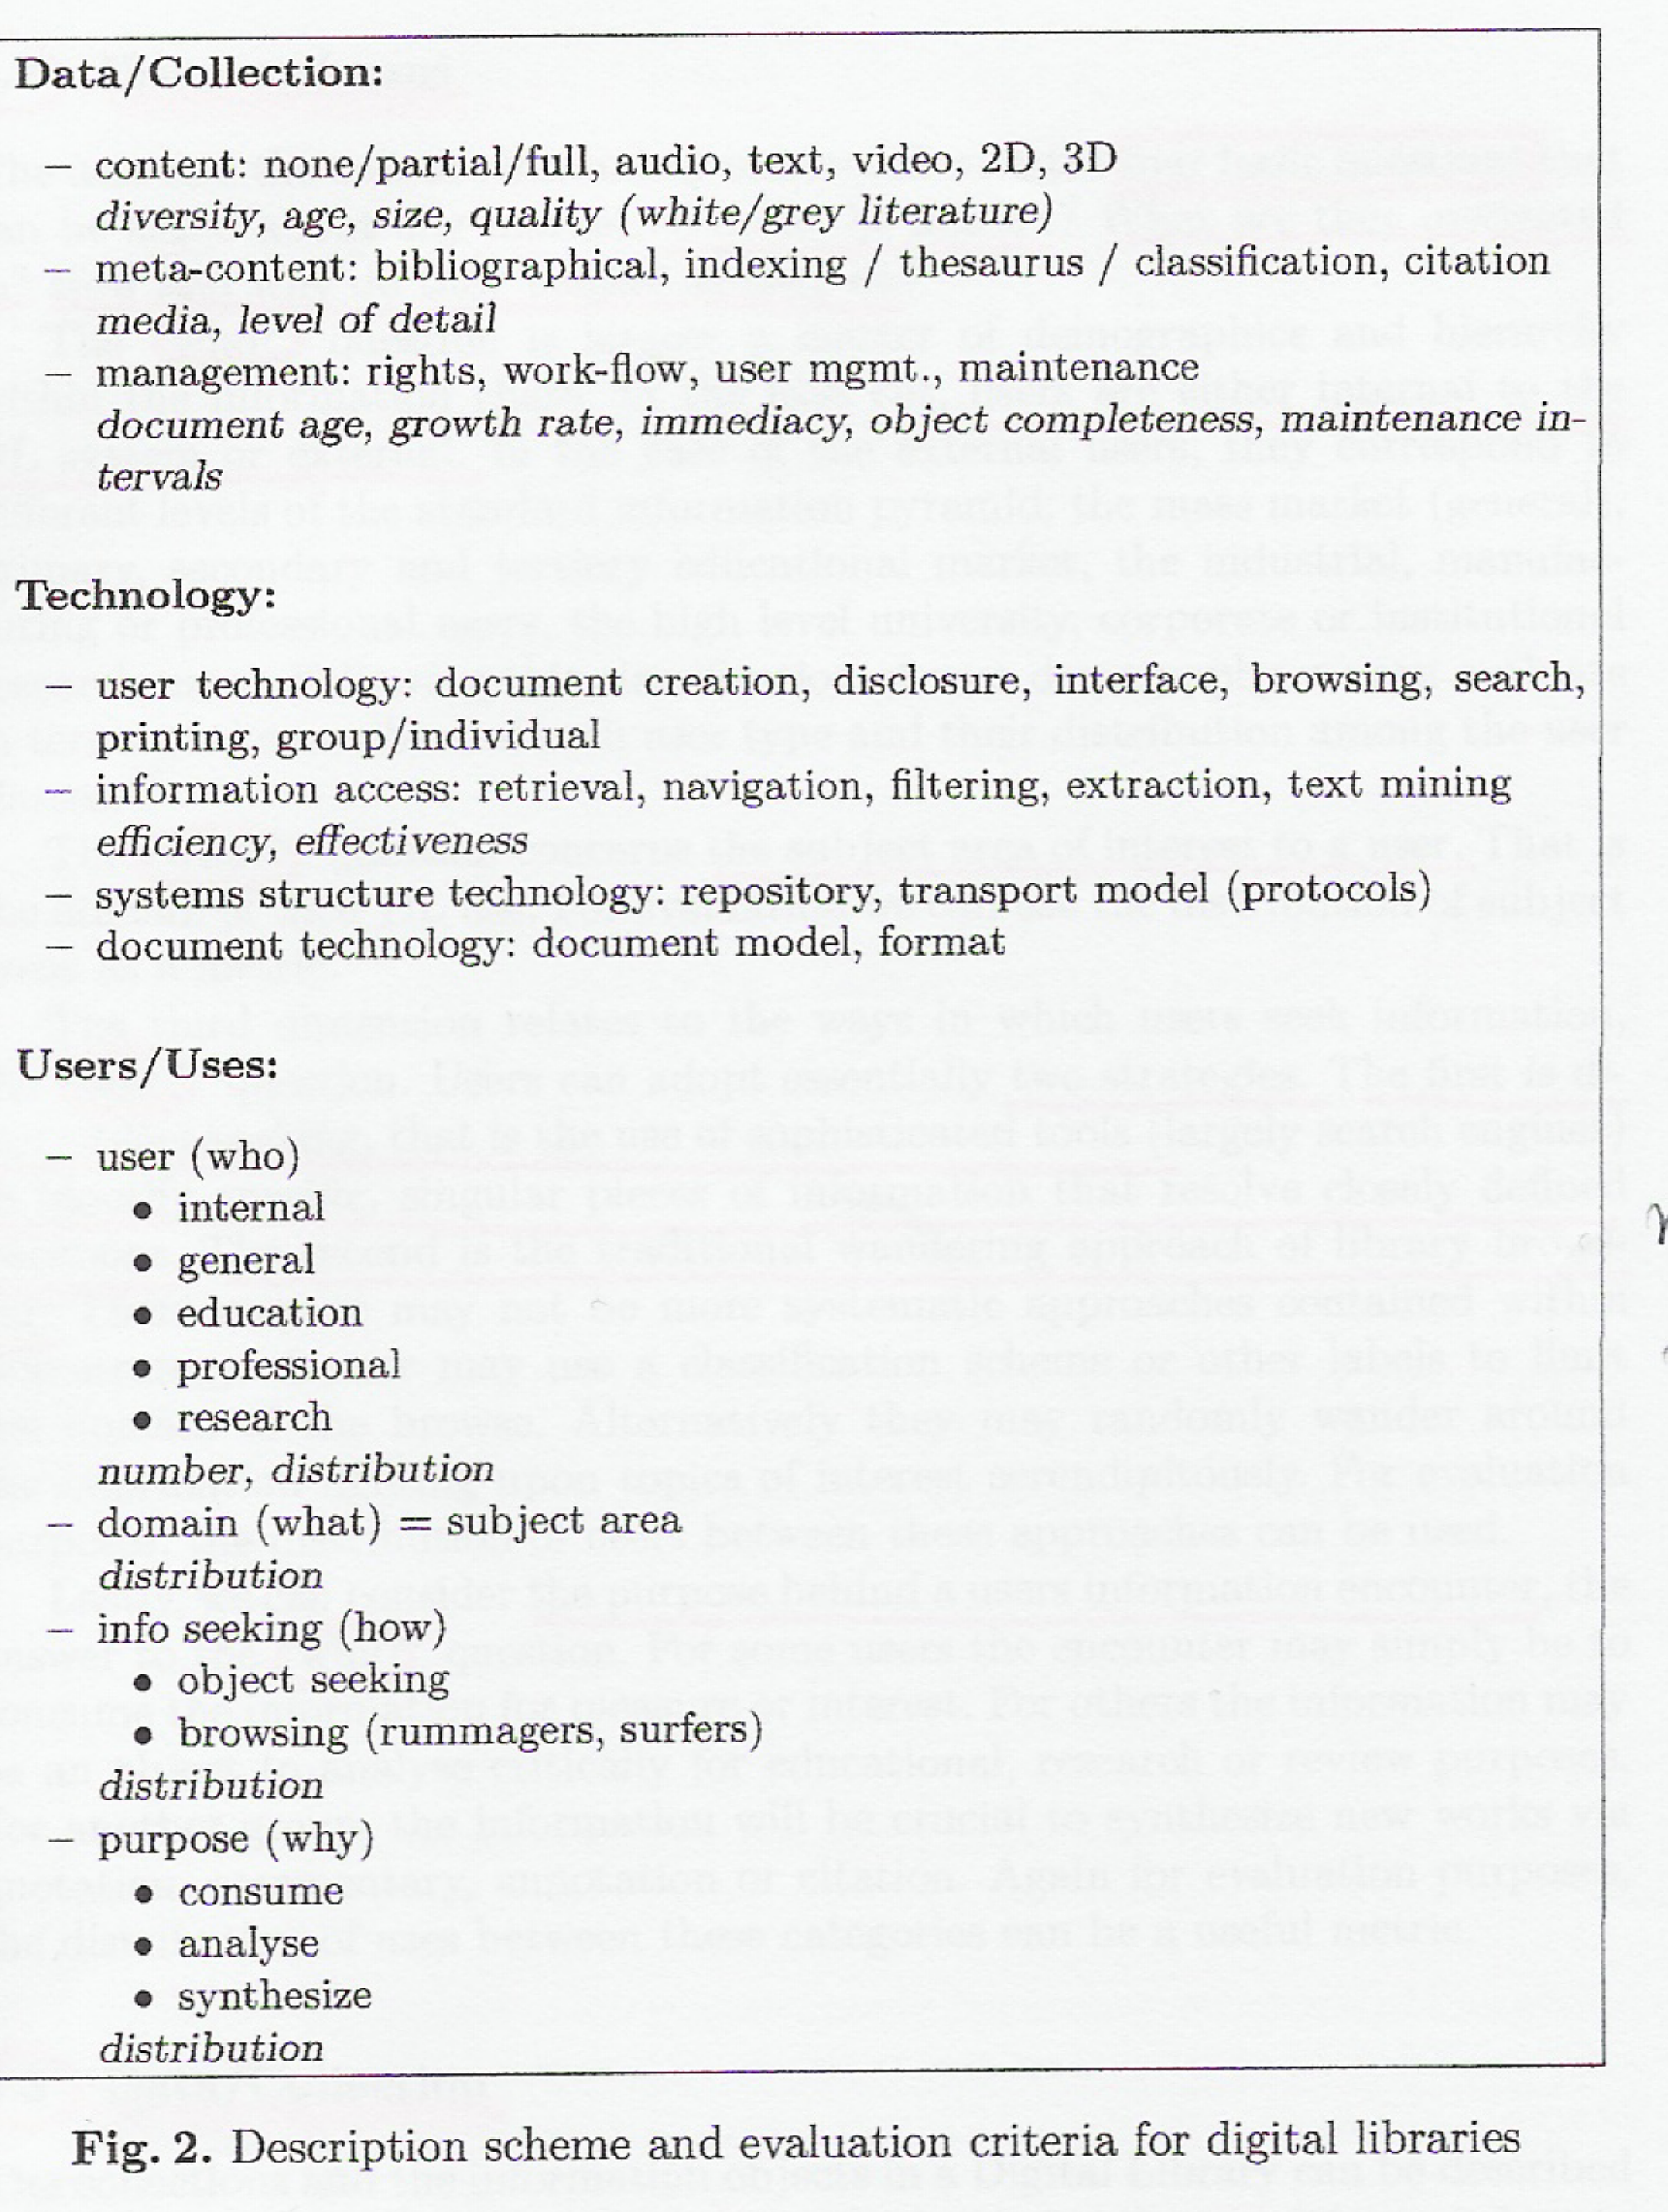 Data/Collection:
– content: none/partial/full, audio, text, video, 2D, 3D
diversity, age, size, quality (white/grey literature)
– meta-content: bibliographical, indexing / thesaurus / classification, citation
media, level of detail
– management: rights, work-flow, user mgmt., maintenance
document age, growth rate, immediacy, object completeness, maintenance in-
tervals
Technology:
– user technology: document creation, disclosure, interface, browsing, search,
printing, group/individual
– information access: retrieval, navigation, filtering, extraction, text mining
efficiency, effectiveness
– systems structure technology: repository, transport model (protocols)
– document technology: document model, format
Users/Uses:
– user (who)
• internal
• general
• education
• professional
• research
number, distribution
– domain (what) = subject area
distribution
– info seeking (how)
• object seeking
• browsing (rummagers, surfers)
distribution
– purpose (why)
• consume
• analyse
• synthesize
distribution
Fig. 2. Description scheme and evaluation criteria for digital libraries